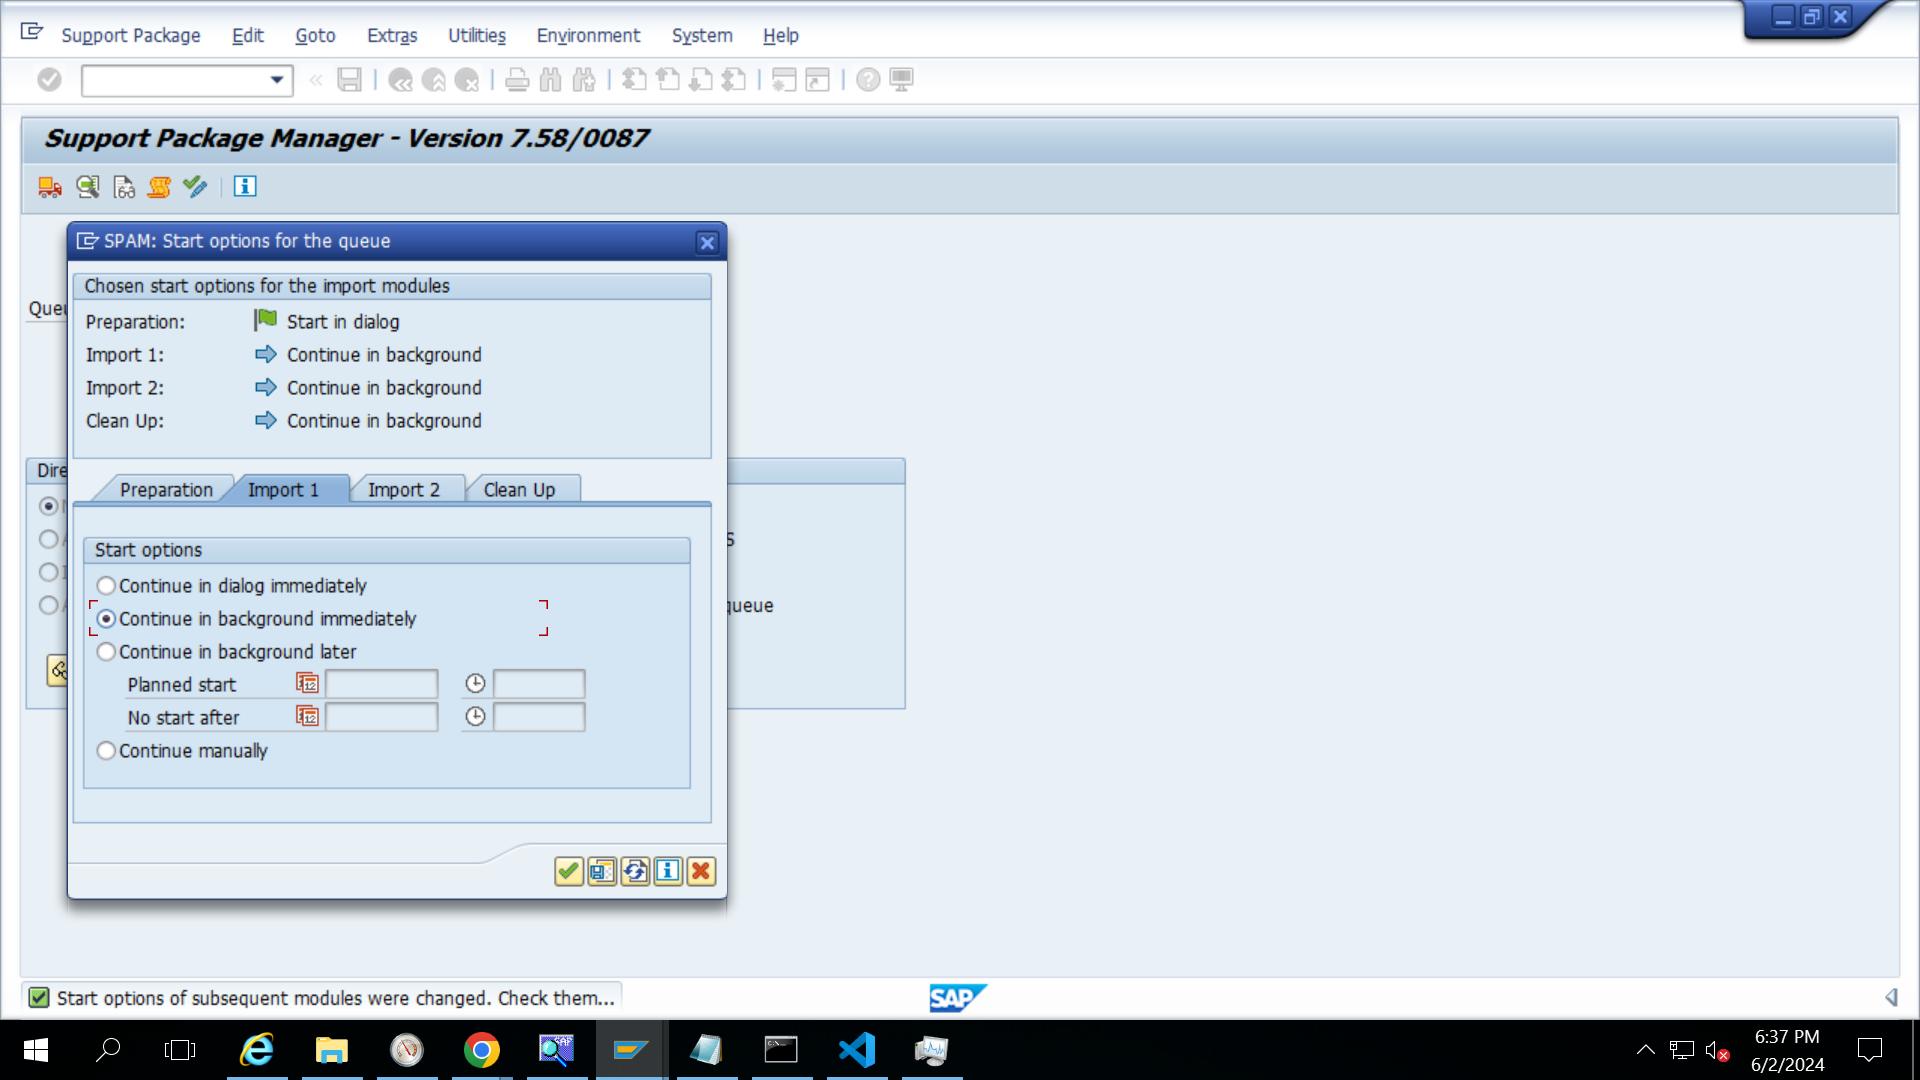 Support Package Edit Goto Extras Utilities Environment System Help
Support Package Manager - Version 7.58/0087
SPAM: Start options for the queue
Chosen start options for the import modules
Preparation: Start in dialog
Import 1: Continue in background
Import 2: Continue in background
Clean Up: Continue in background
Preparation Import 1 Import 2 Clean Up
Start options
Continue in dialog immediately
Continue in background immediately
Continue in background later
Planned start
No start after
Continue manually
Start options of subsequent modules were changed. Check them...
SAP
6:37 PM
6/2/2024